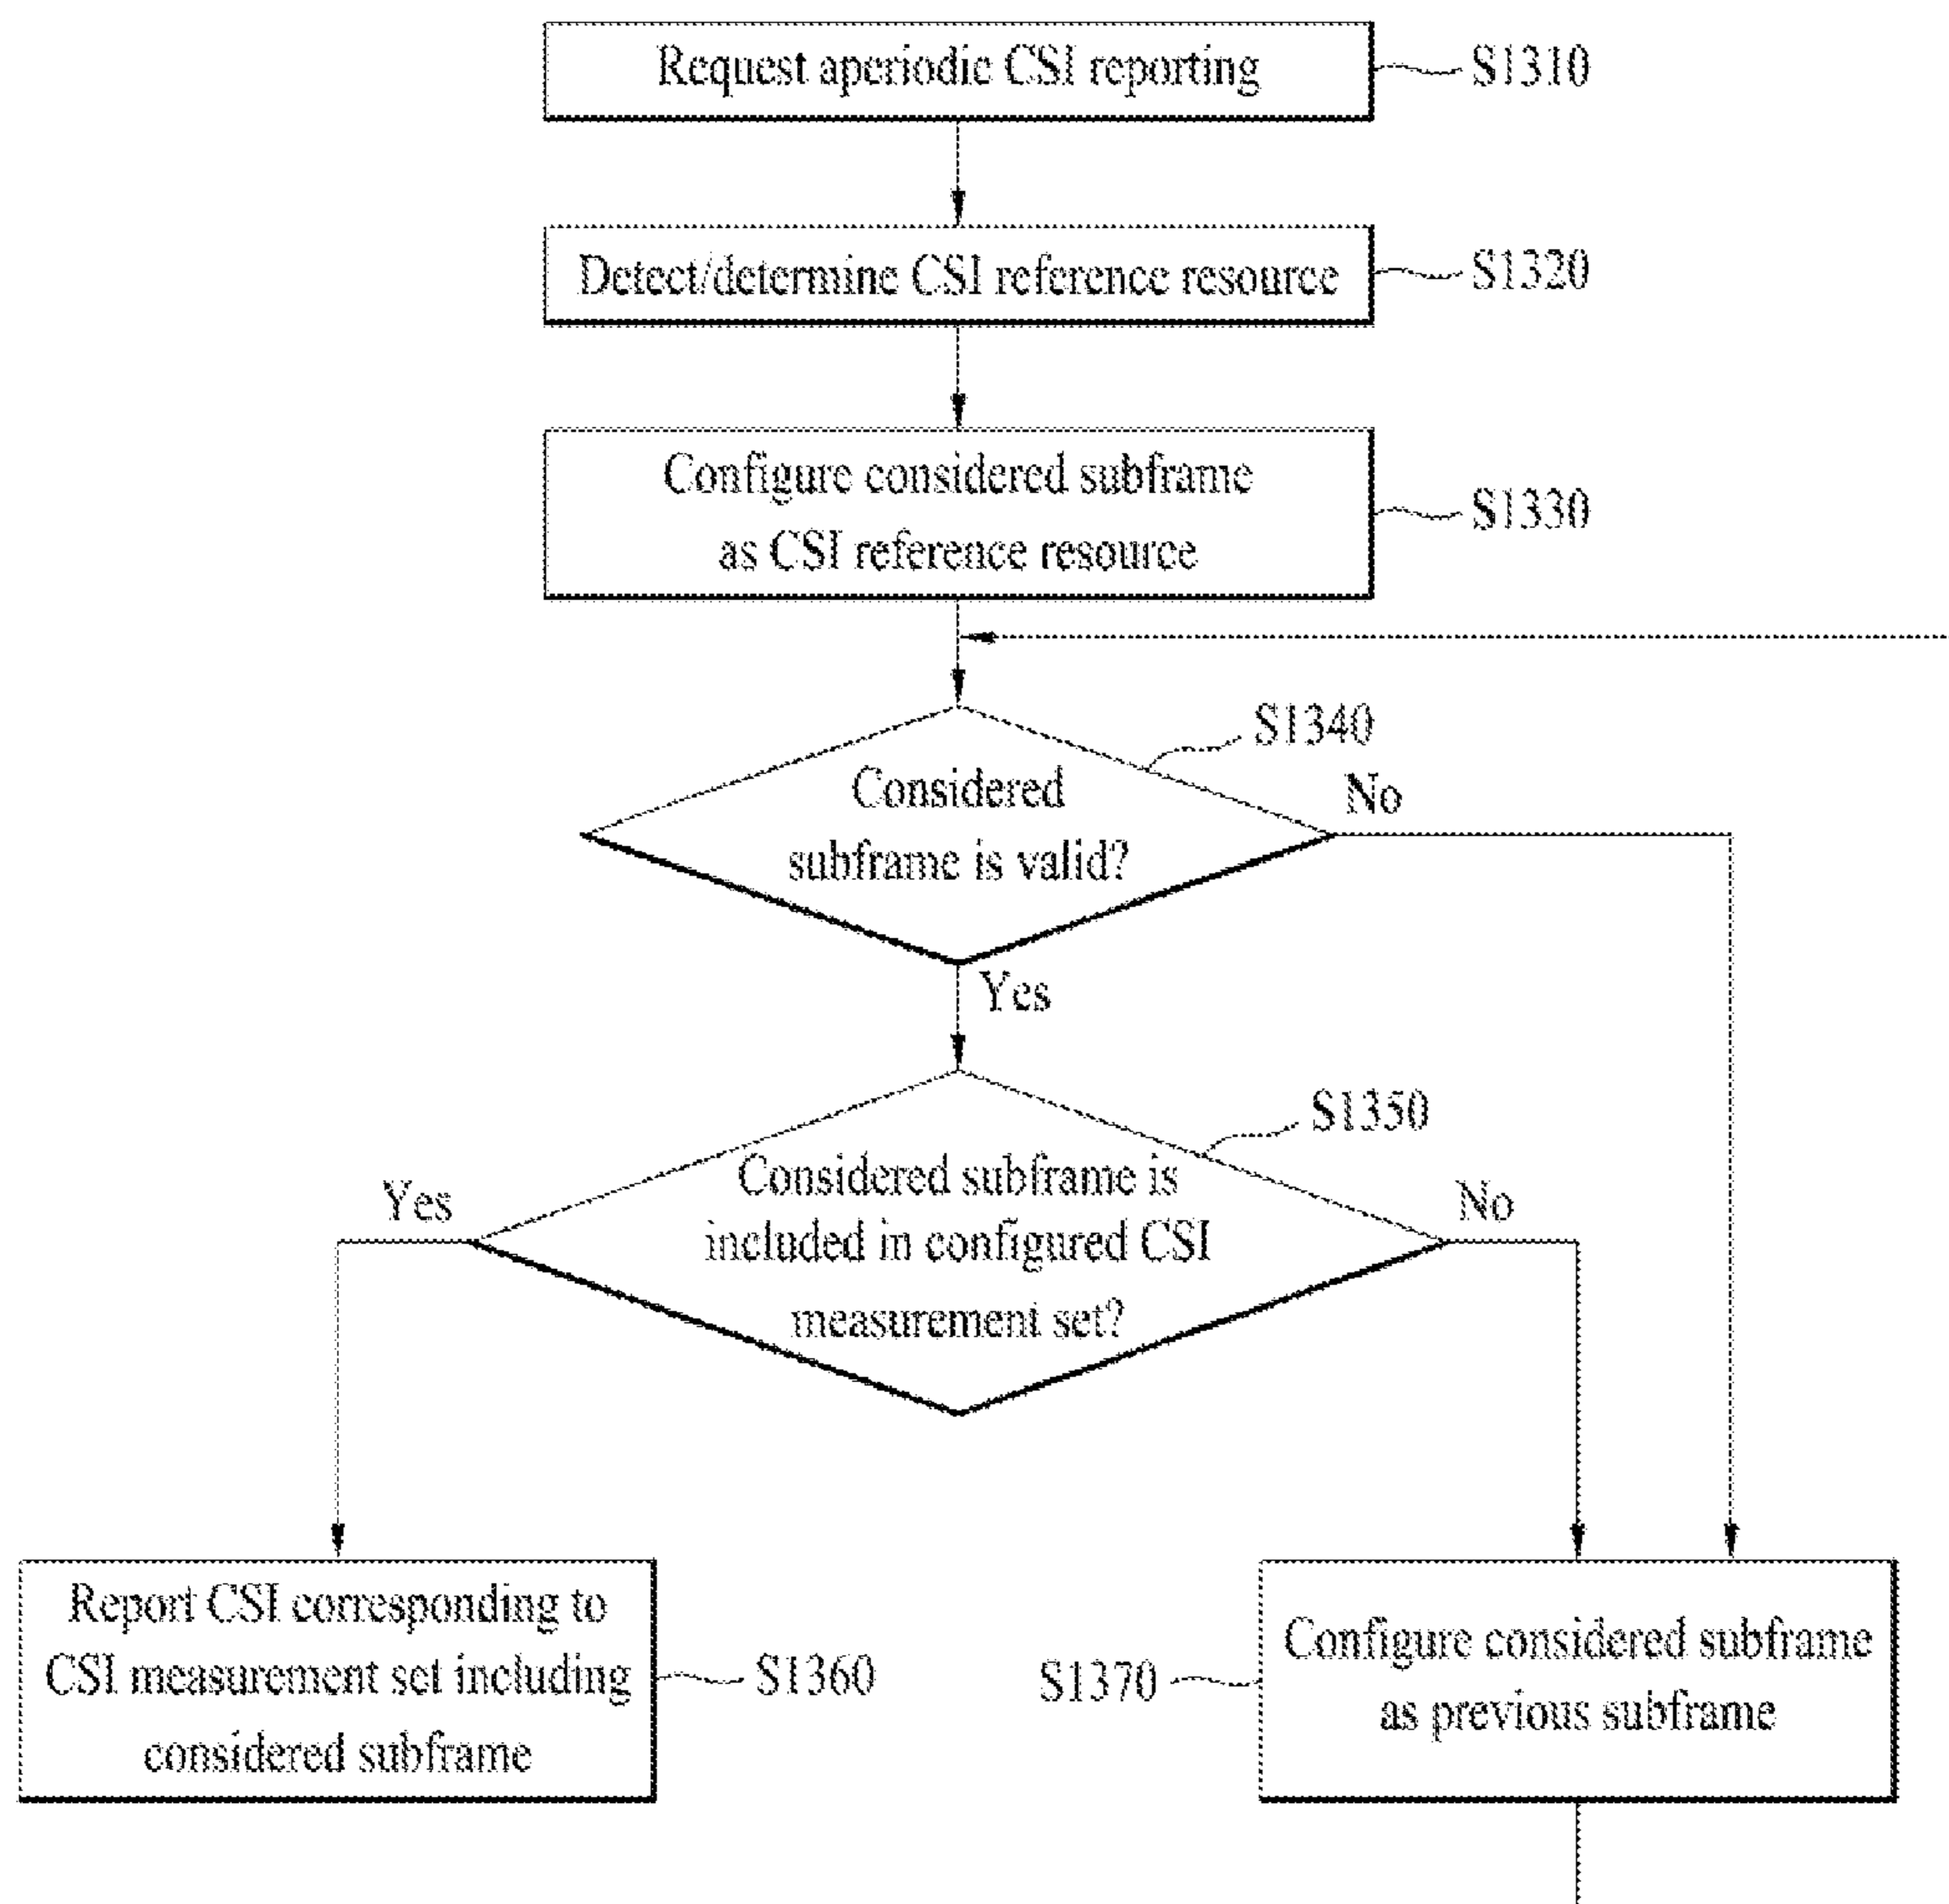 Request aperiodic CSI reporting
S1310
Detect/determine CSI reference resource
S1320
Configure considered subframe
as CSI reference resource
S1330
S1340
Considered
subframe is valid?
No
Yes
S1350
Considered subframe is
included in configured CSI
measurement set?
Yes
No
Report CSI corresponding to
CSI measurement set including
considered subframe
S1360
S1370
Configure considered subframe
as previous subframe